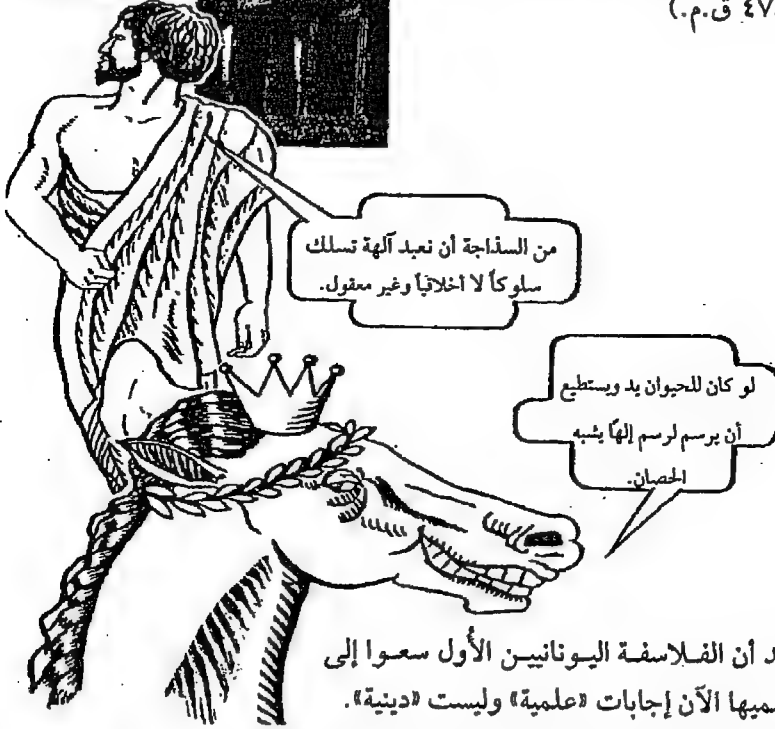 ٤٧ ق.م.)
من السذاجة أن نعبد آلهة تسلك
سلوكاً لا أخلاقياً وغير معقول.
لو كان للحيوان يد ويستطيع
أن يرسم لرسم إلهاً يشبه
الحصان.
أن الفلاسفة اليونانيين الأول سعوا إلى
الآن إجابات «علمية» وليست «دينية».